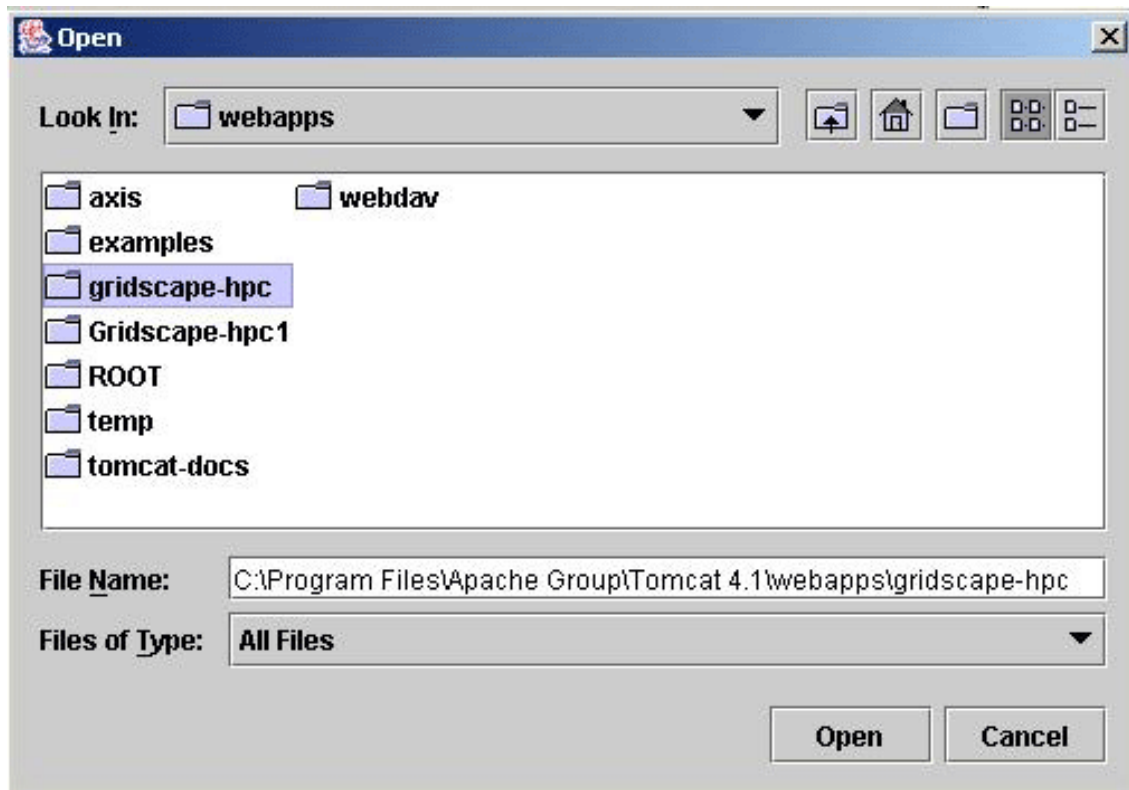 Open
Look In: webapps
axis
examples
gridscape-hpc
Gridscape-hpc1
ROOT
temp
tomcat-docs
webdav
File Name: C:\Program Files\Apache Group\Tomcat 4.1\webapps\gridscape-hpc
Files of Type: All Files
Open Cancel